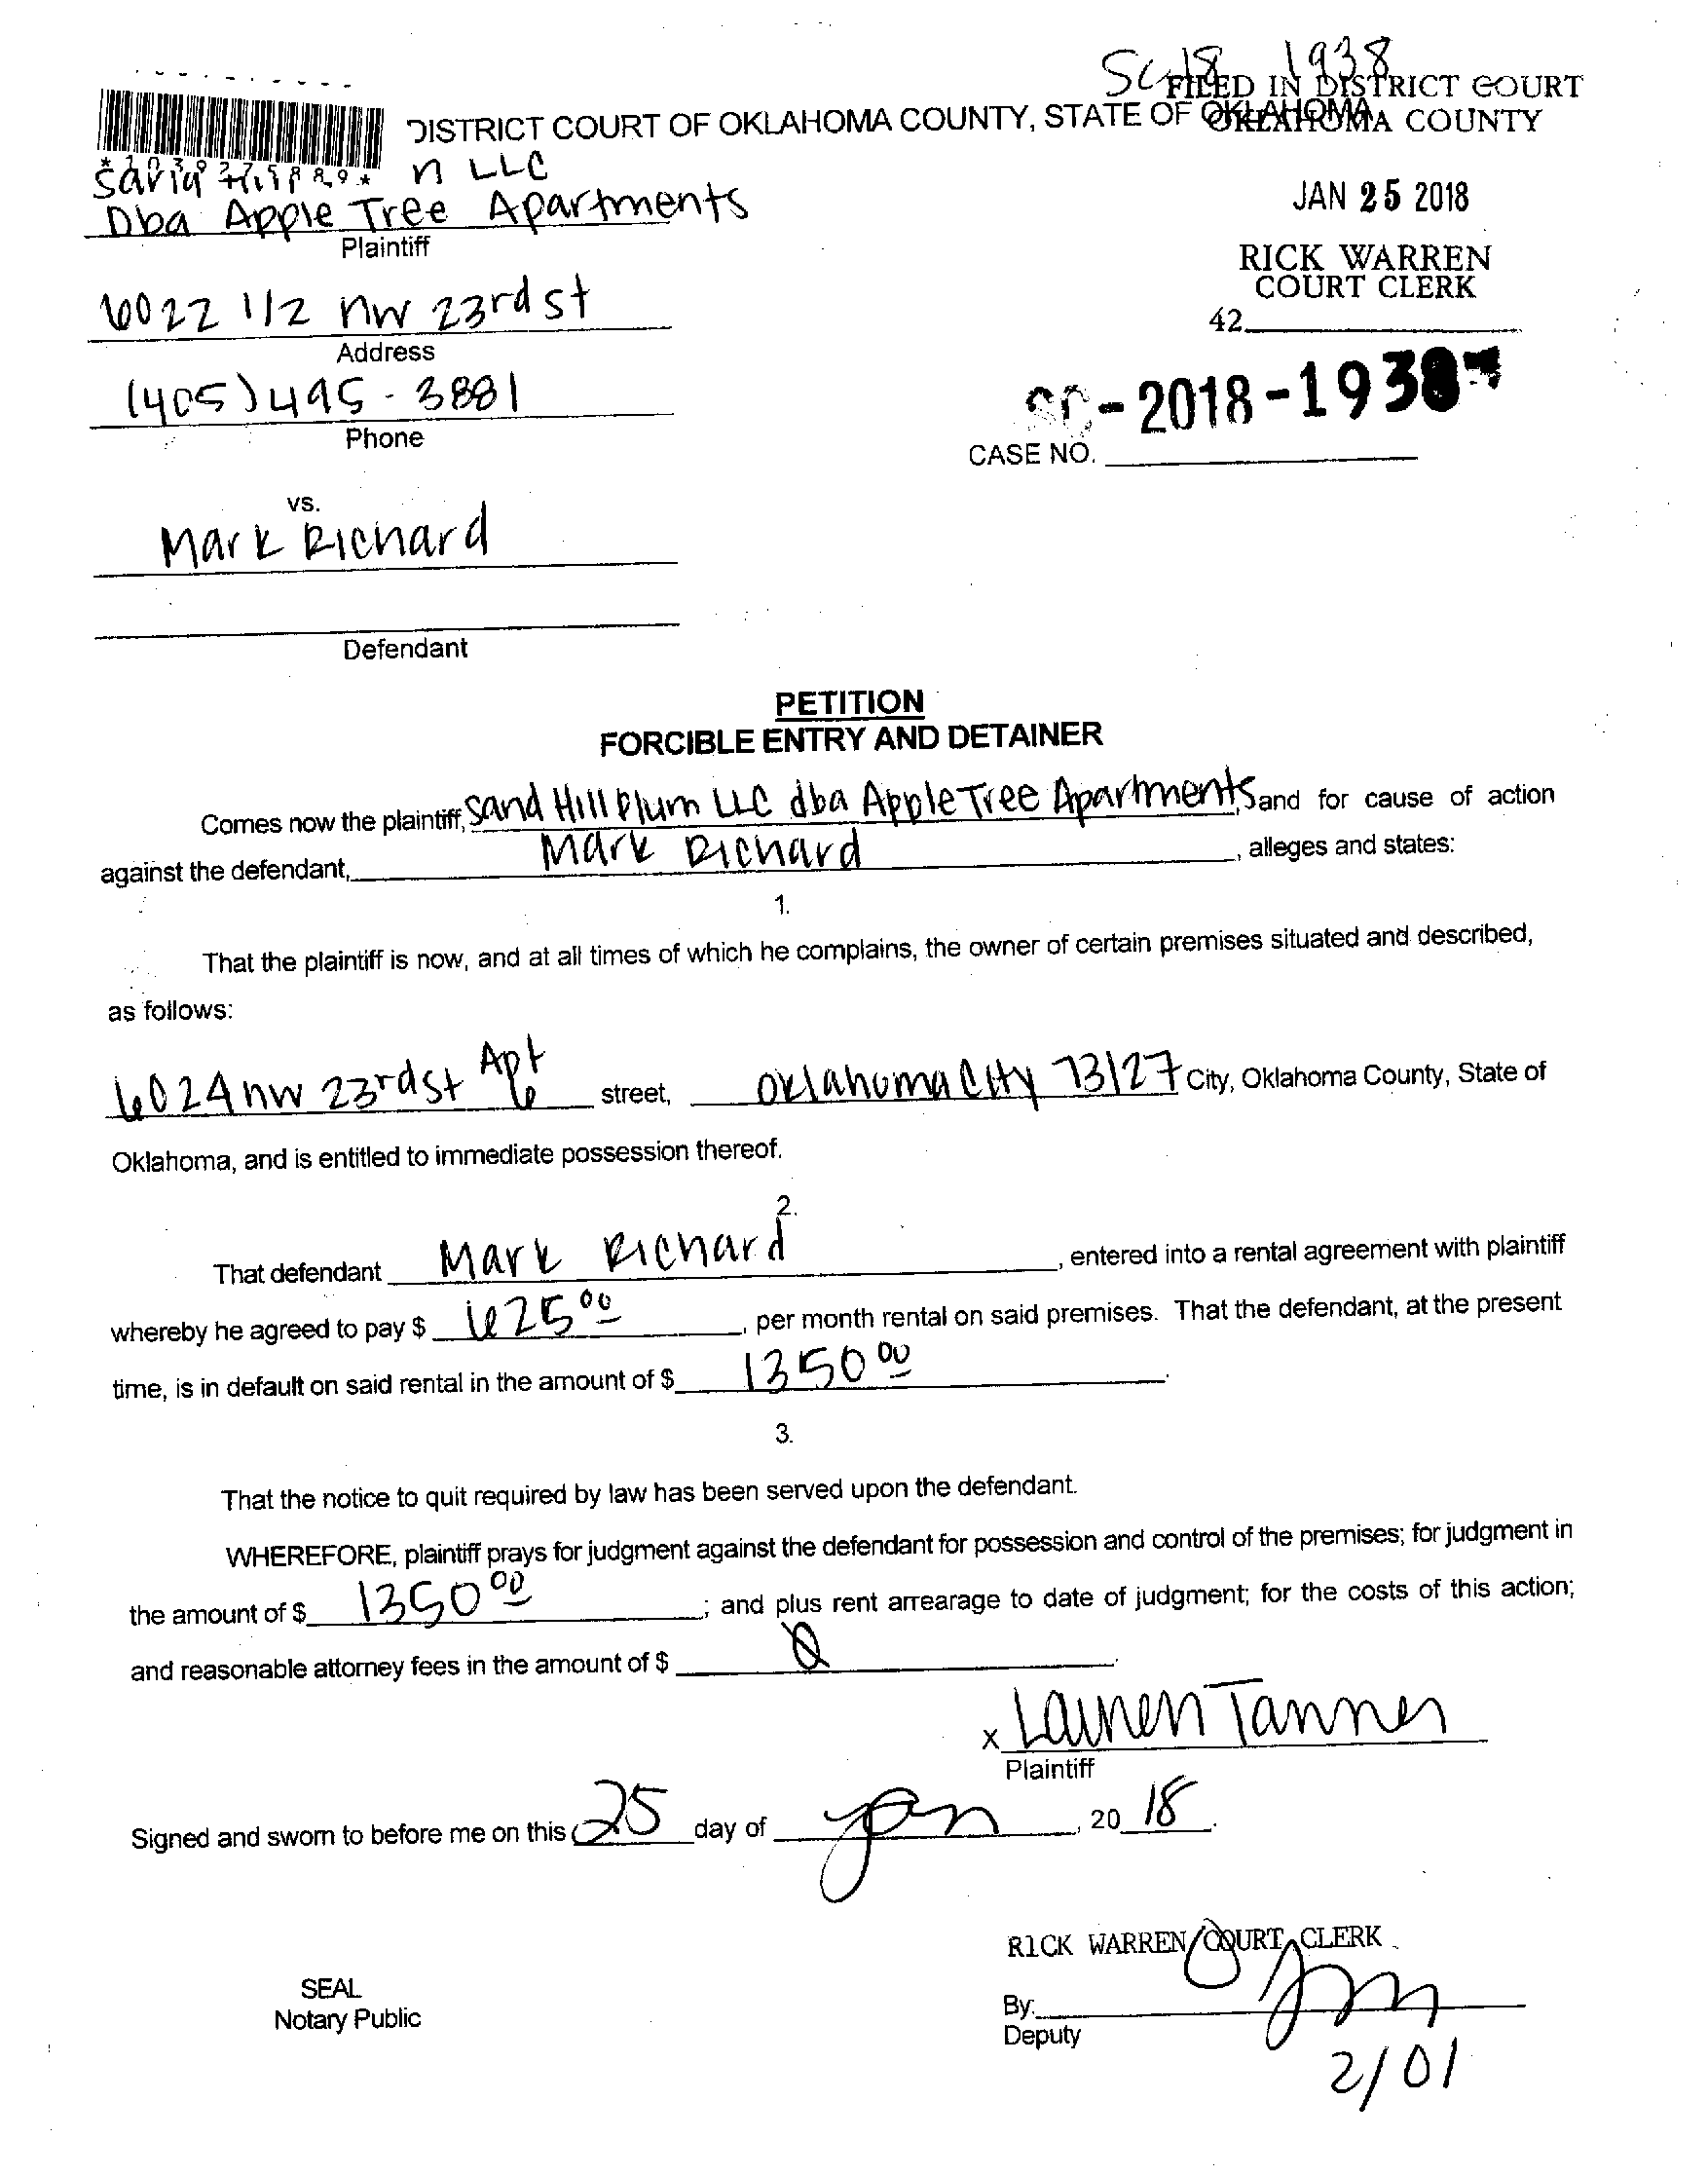 SC-18 1938
FILED IN DISTRICT COURT
OKLAHOMA COUNTY
DISTRICT COURT OF OKLAHOMA COUNTY, STATE OF OKLAHOMA
n LLC
Dba Apple Tree Apartments
Plaintiff
JAN 25 2018
RICK WARREN
COURT CLERK
42
6022 1/2 nw 23rd st
Address
(405) 495-3881
Phone
SC-2018-1938
CASE NO.
vs.
Mark Richard
Defendant
PETITION
FORCIBLE ENTRY AND DETAINER
Comes now the plaintiff, Sand Hill Plum LLC dba Apple Tree Apartments, and for cause of action
against the defendant, Mark Richard, alleges and states:
1.
That the plaintiff is now, and at all times of which he complains, the owner of certain premises situated and described,
as follows:
6024 nw 23rd st Apt 6 street, Oklahoma City 73127 City, Oklahoma County, State of
Oklahoma, and is entitled to immediate possession thereof.
2.
That defendant Mark Richard, entered into a rental agreement with plaintiff
whereby he agreed to pay $ 625 00, per month rental on said premises. That the defendant, at the present
time, is in default on said rental in the amount of $ 1350 00.
3.
That the notice to quit required by law has been served upon the defendant.
WHEREFORE, plaintiff prays for judgment against the defendant for possession and control of the premises; for judgment in
the amount of $ 1350 00; and plus rent arrearage to date of judgment; for the costs of this action;
and reasonable attorney fees in the amount of $ 0.
x Lauren Tanner
Plaintiff
Signed and sworn to before me on this 25 day of Jan, 20 18.
RICK WARREN COURT CLERK
SEAL
Notary Public
By:
Deputy
2/01